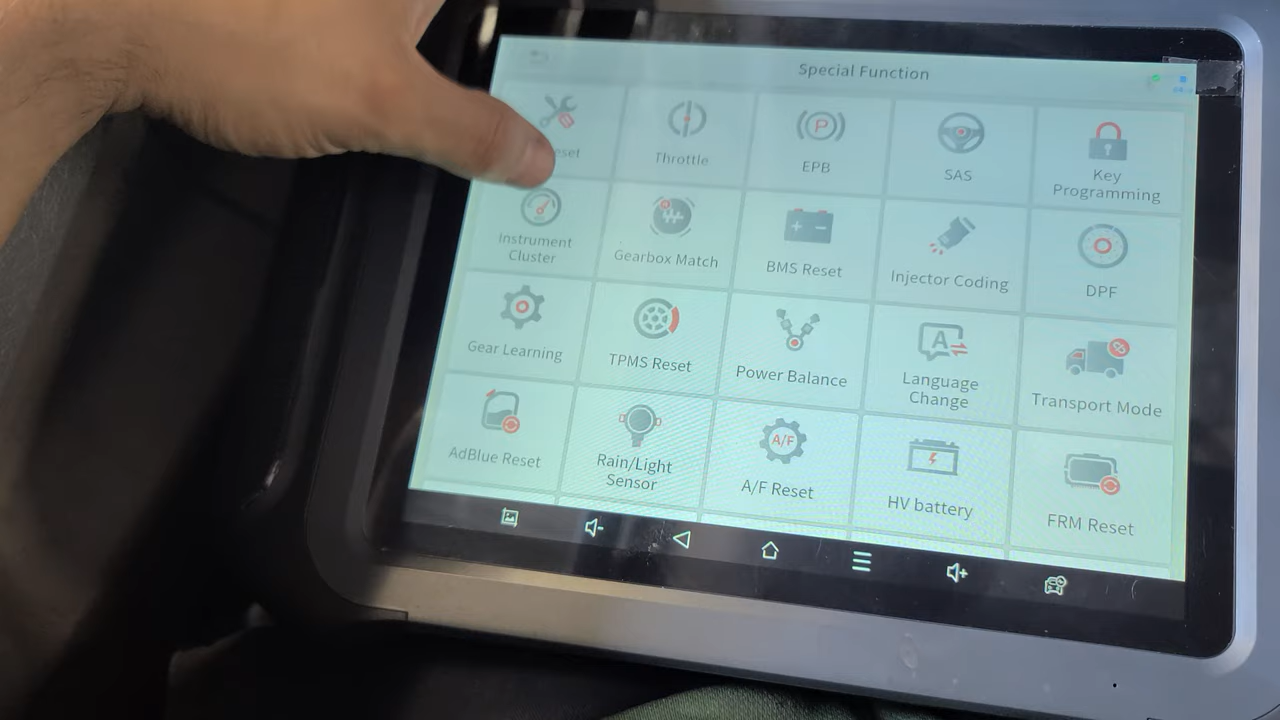 Special Function
Throttle
EPB
SAS
Key
Programming
Instrument
Cluster
Gearbox Match
BMS Reset
Injector Coding
DPF
Gear Learning
TPMS Reset
Power Balance
A
Language
Change
Transport Mode
AdBlue Reset
Rain/Light
Sensor
A/F
A/F Reset
HV battery
FRM Reset